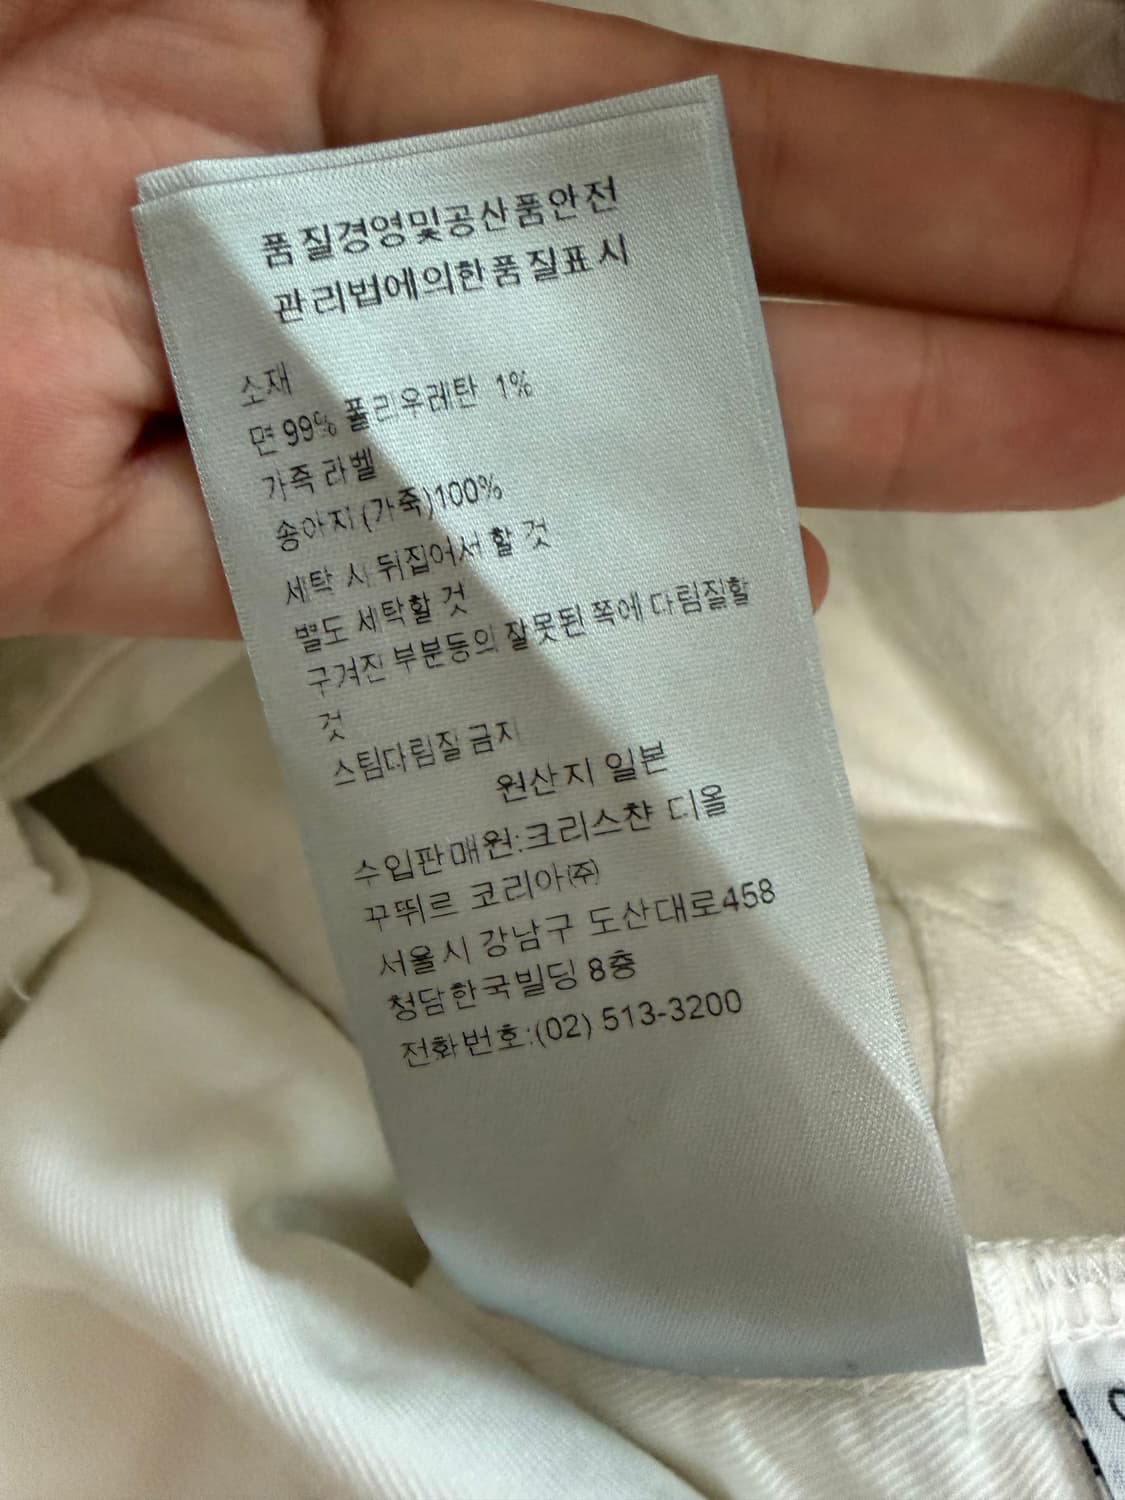 품질경영및공산품안전
관리법에의한품질표시
소재
면 99% 폴리우레탄 1%
가죽 라벨
송아지 (가죽)100%
세탁 시 뒤집어서 할 것
별도 세탁할 것
구겨진 부분등의 잘못된 쪽에 다림질할
것
스팀다림질 금지
원산지 일본
수입판매원:크리스챤 디올
꾸뛰르 코리아㈜
서울시 강남구 도산대로458
청담한국빌딩 8층
전화번호:(02) 513-3200